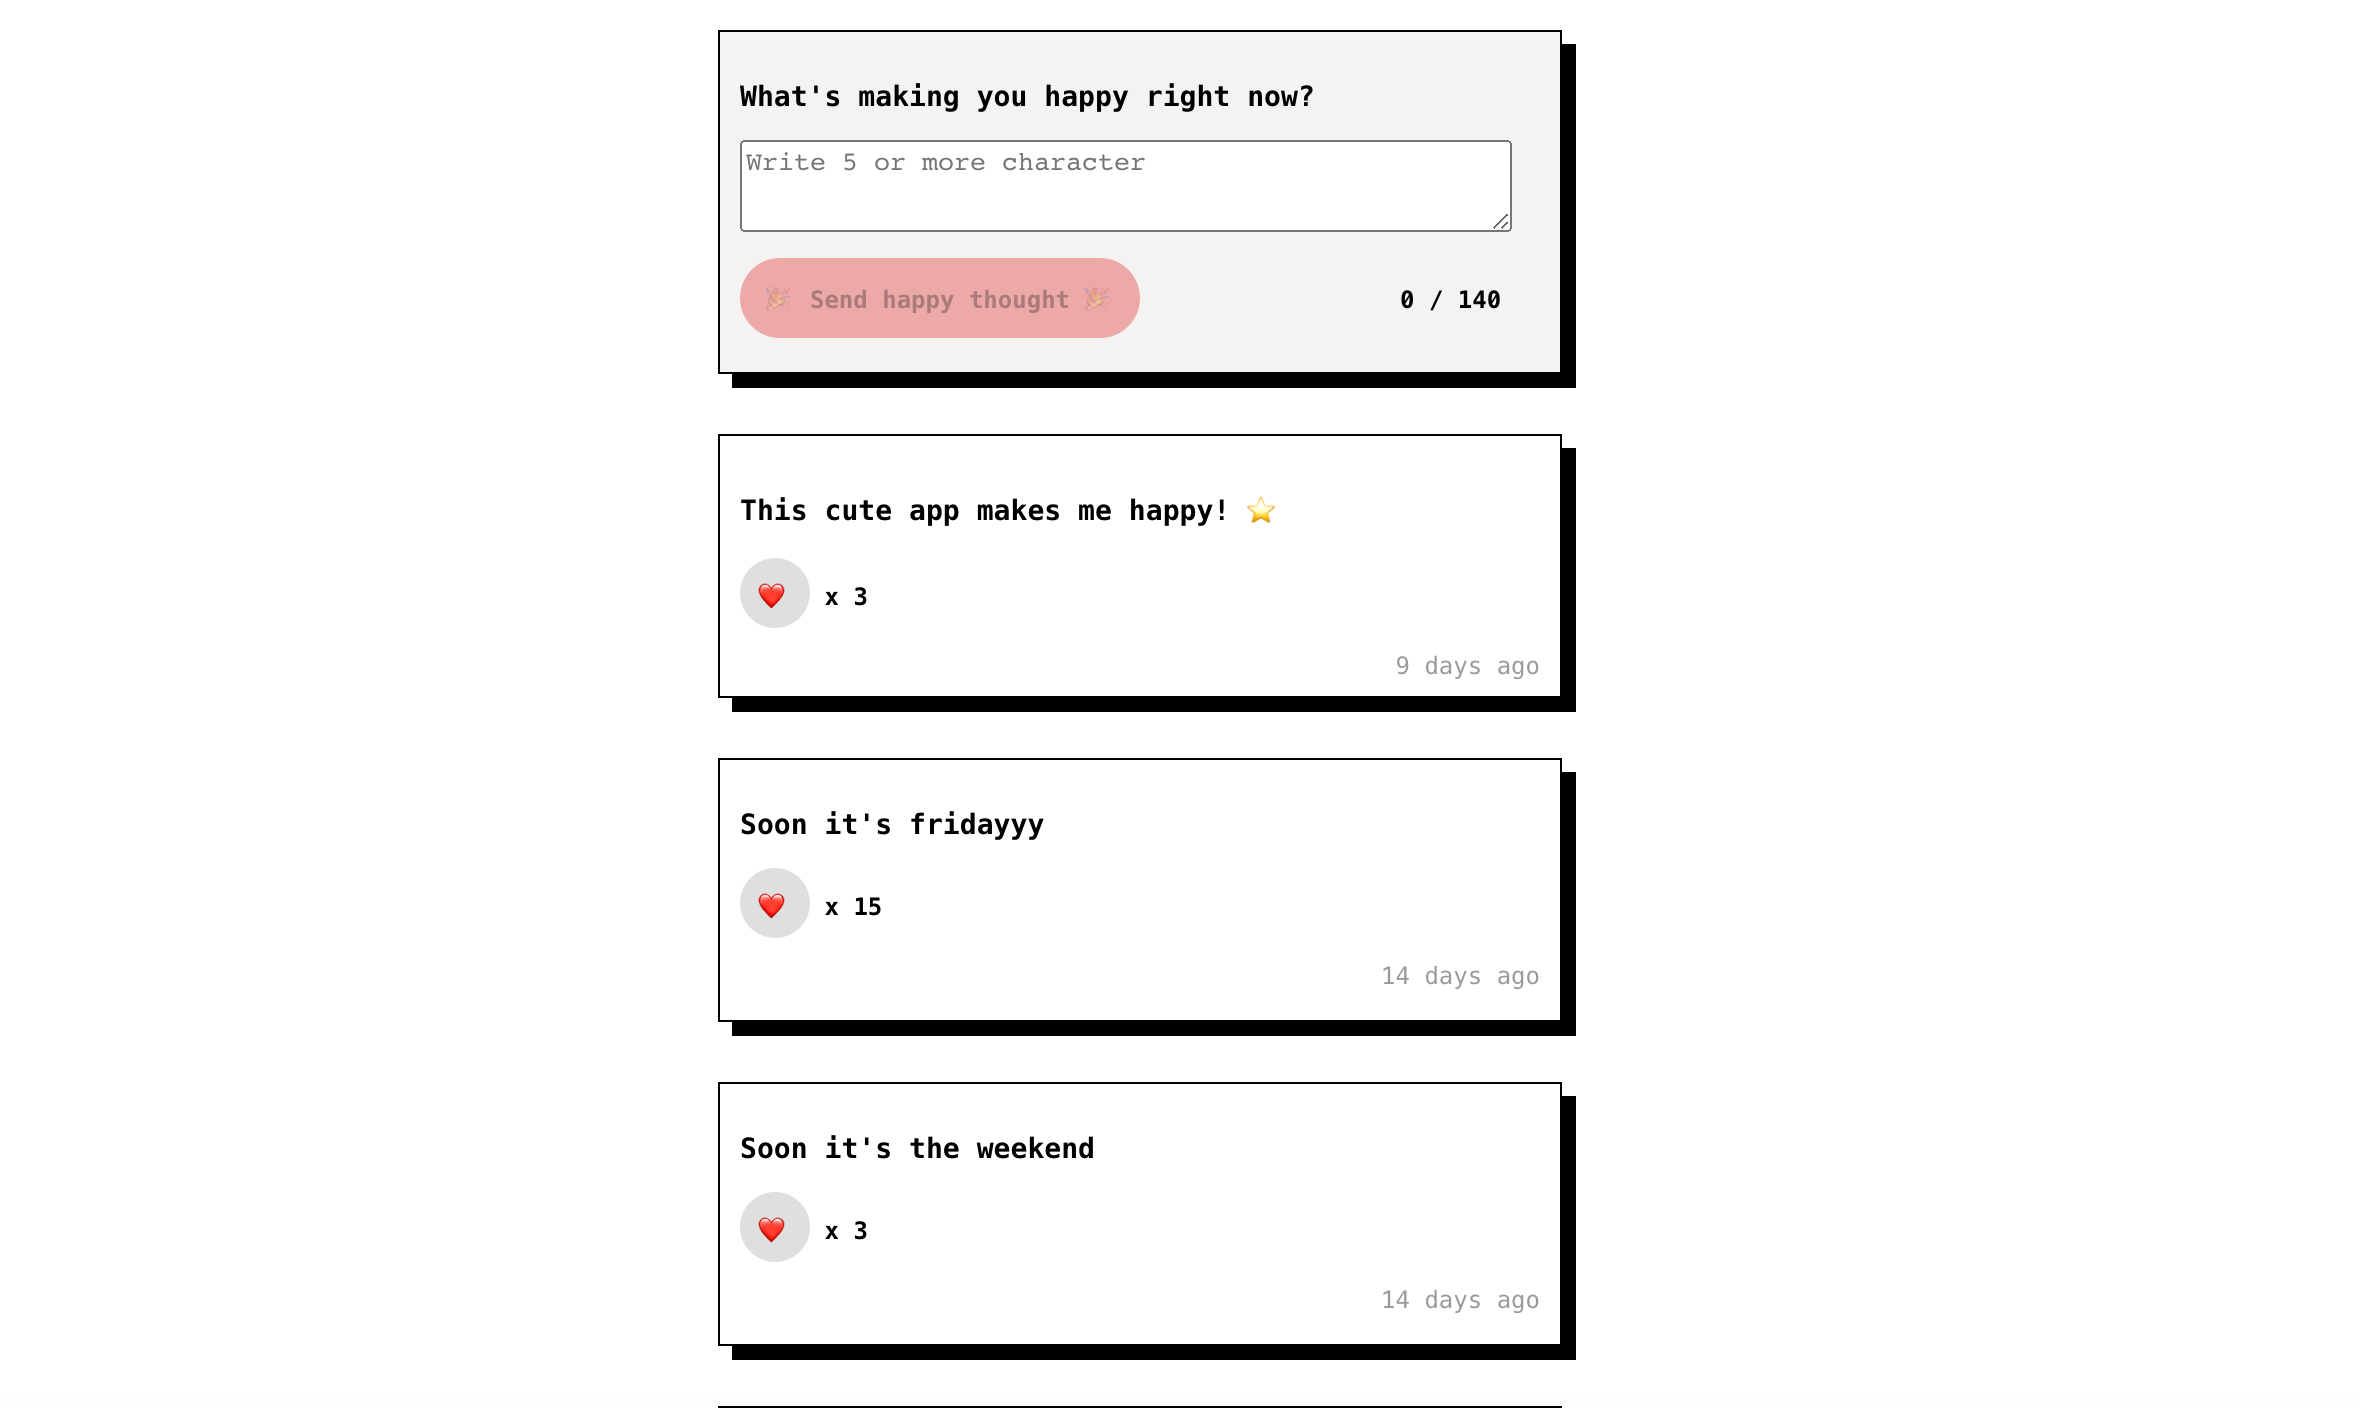 What's making you happy right now?
Write 5 or more character
🎉 Send happy thought 🎉
0 / 140
This cute app makes me happy! ⭐
❤️ x 3
9 days ago
Soon it's fridayyy
❤️ x 15
14 days ago
Soon it's the weekend
❤️ x 3
14 days ago